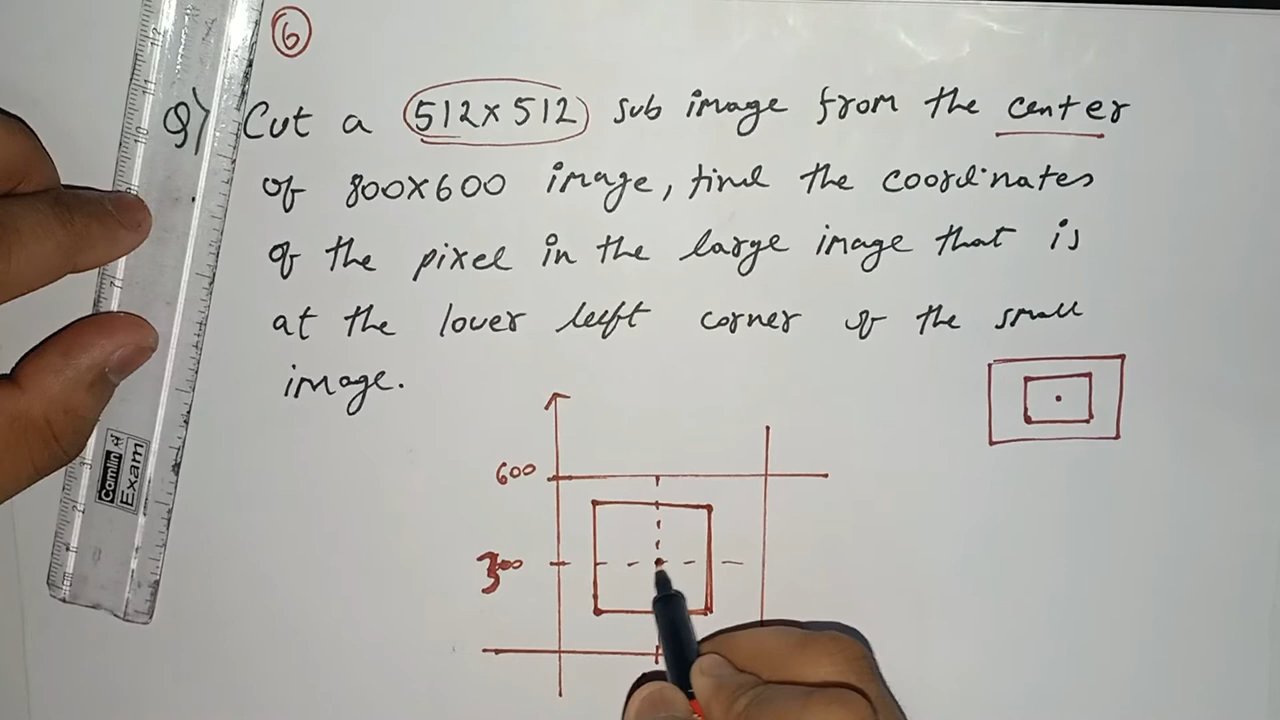 6
Q) Cut a 512x512 sub image from the center
of 800x600 image, find the coordinates
of the pixel in the large image that is
at the lover left corner of the small
image.
600
300
Camlin
Exam